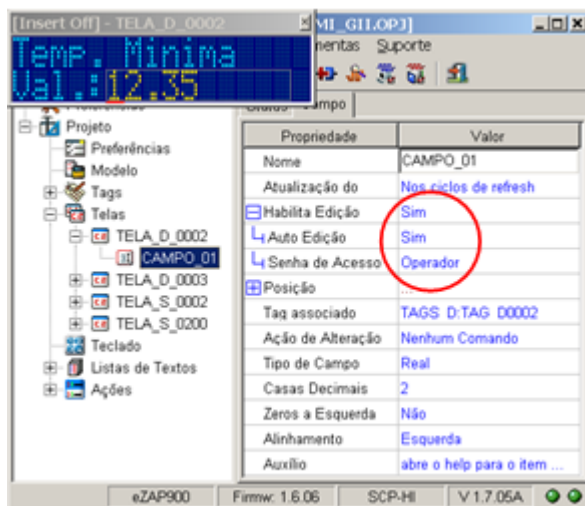 [Insert Off] - TELA_D_0002
MI_G11.OPJ]
mentas Suporte
Temp. Minima
Val.:12.35
Campo
Projeto
Preferências
Modelo
Tags
Telas
TELA_D_0002
CAMPO_01
TELA_D_0003
TELA_S_0002
TELA_S_0200
Teclado
Listas de Textos
Ações
Propriedade Valor
Nome CAMPO_01
Atualização do Nos ciclos de refresh
Habilita Edição Sim
Auto Edição Sim
Senha de Acesso Operador
Posição ...
Tag associado TAGS_D:TAG_D0002
Ação de Alteração Nenhum Comando
Tipo de Campo Real
Casas Decimais 2
Zeros a Esquerda Não
Alinhamento Esquerda
Auxílio abre o help para o item ...
eZAP900 Firmw: 1.6.06 SCP-HI V 1.7.05A